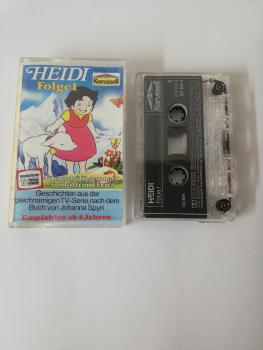 HEIDI
Folge 1
Karussell
Geschichten aus der
gleichnamigen TV-Serie, nach dem
Buch von Johanna Spyri
Empfohlen ab 4 Jahren
Karussell
1
HEIDI
Folge 1